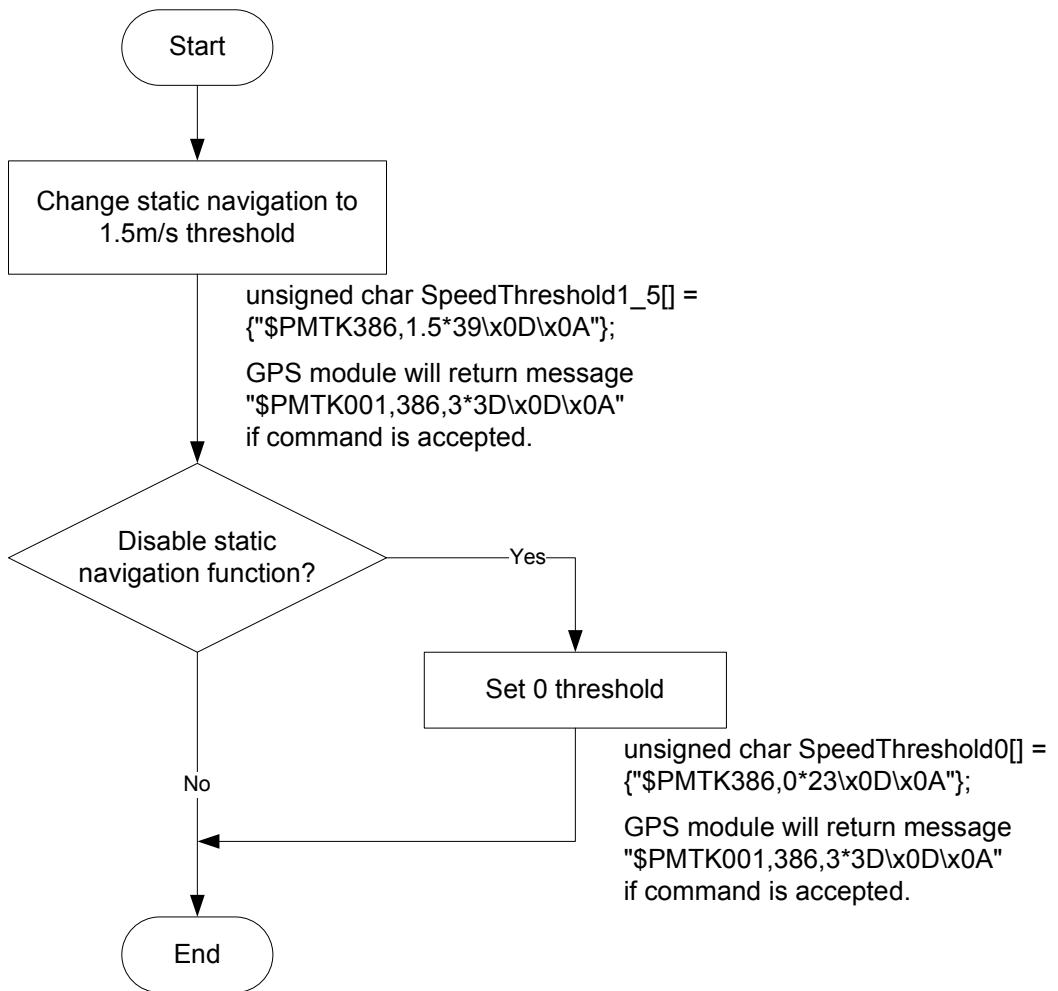 Start
Change static navigation to
1.5m/s threshold
unsigned char SpeedThreshold1_5[] =
{"$PMTK386,1.5*39\x0D\x0A"};
GPS module will return message
"$PMTK001,386,3*3D\x0D\x0A"
if command is accepted.
Disable static
navigation function?
Yes
Set 0 threshold
unsigned char SpeedThreshold0[] =
{"$PMTK386,0*23\x0D\x0A"};
No
GPS module will return message
"$PMTK001,386,3*3D\x0D\x0A"
if command is accepted.
End